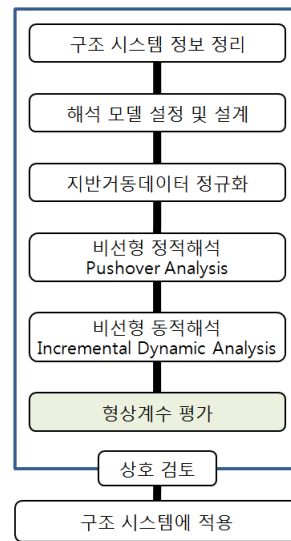 구조 시스템 정보 정리
해석 모델 설정 및 설계
지반거동데이터 정규화
비선형 정적해석
Pushover Analysis
비선형 동적해석
Incremental Dynamic Analysis
형상계수 평가
상호 검토
구조 시스템에 적용